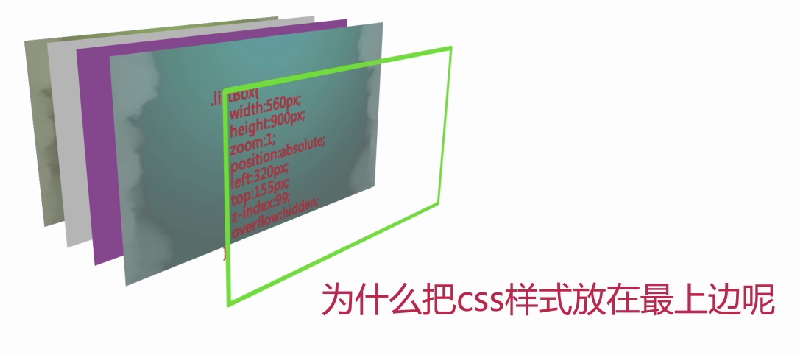 .listBox{
width:560px;
height:900px;
zoom:1;
position:absolute;
left:320px;
top:155px;
z-index:99;
overflow:hidden;
}
为什么把css样式放在最上边呢